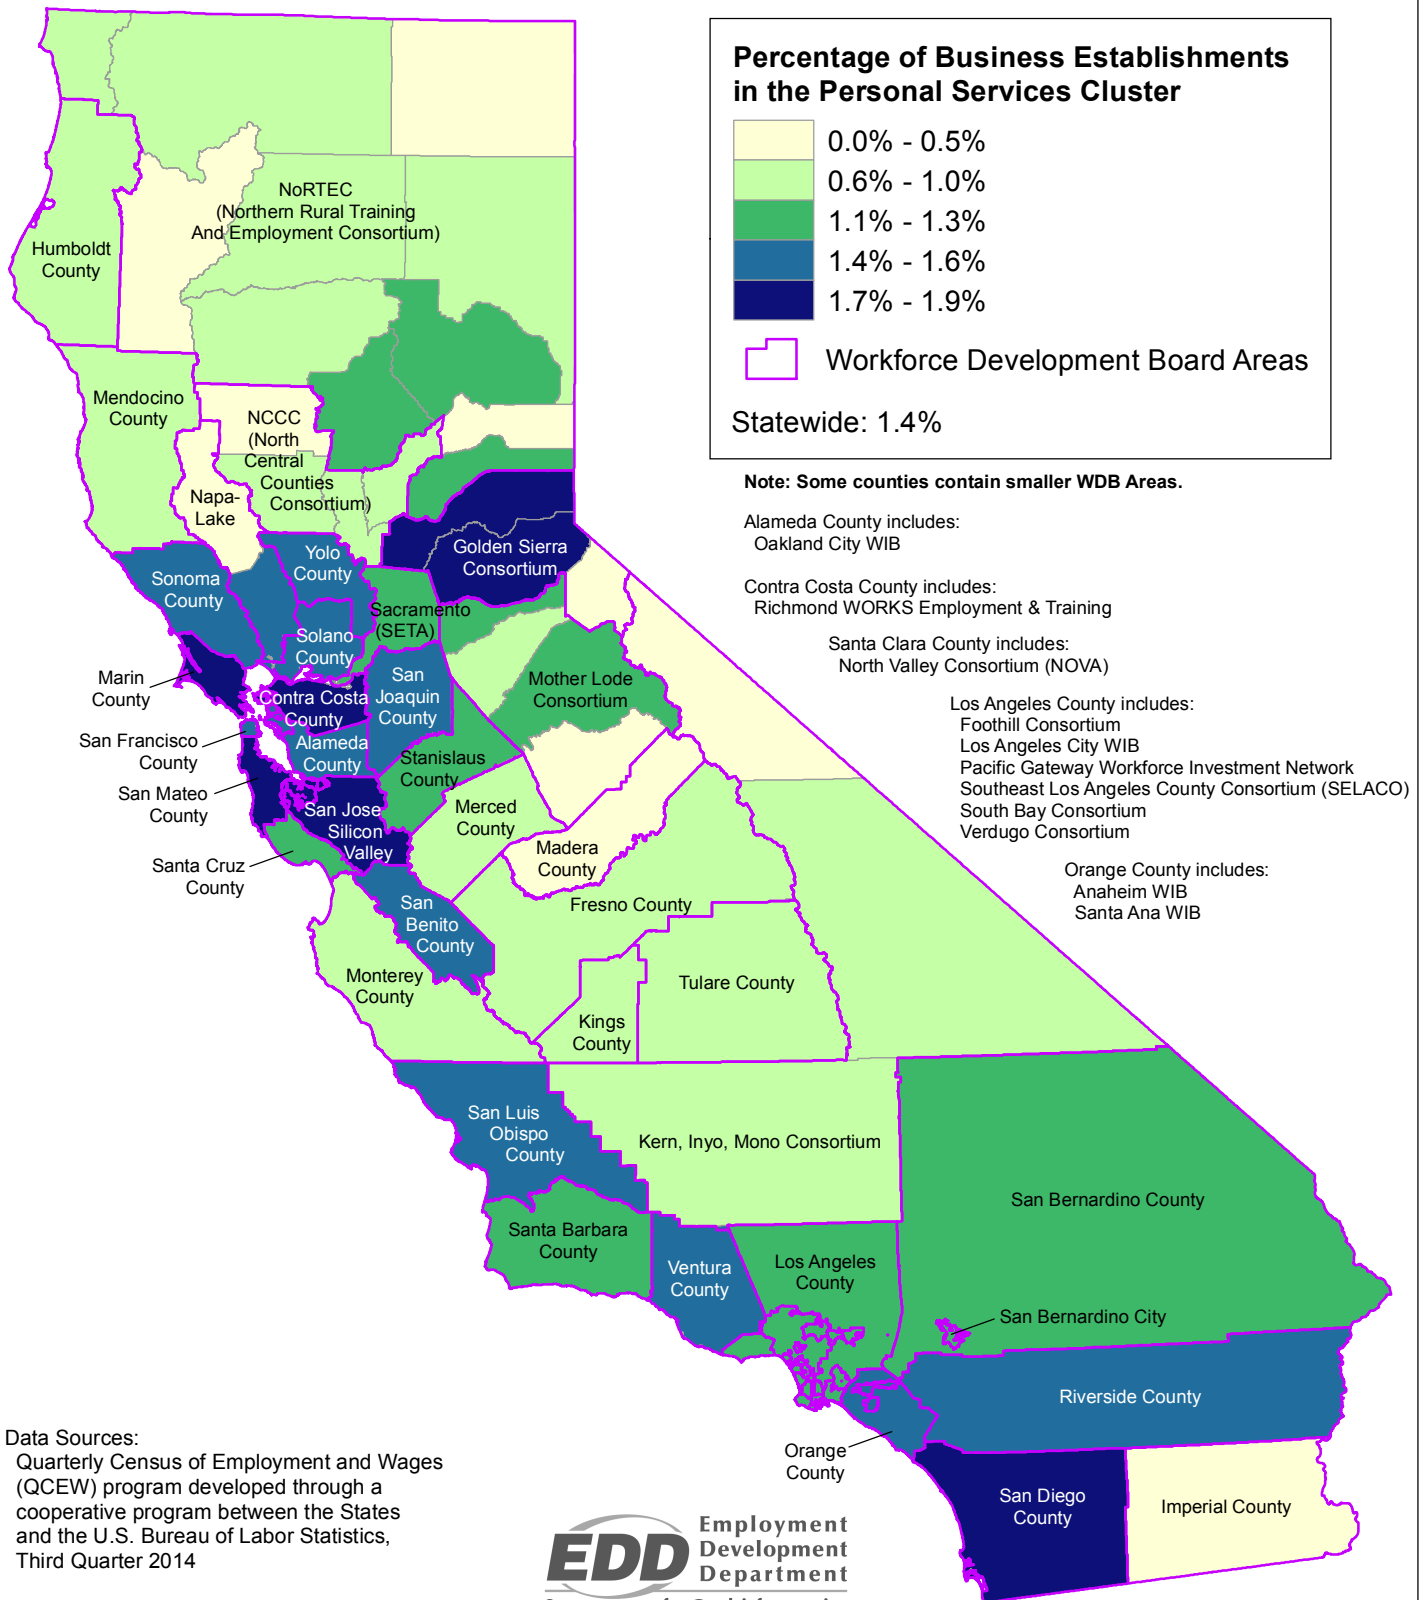 Percentage of Business Establishments
in the Personal Services Cluster
0.0% - 0.5%
0.6% - 1.0%
1.1% - 1.3%
1.4% - 1.6%
1.7% - 1.9%
Workforce Development Board Areas
Statewide: 1.4%
Note: Some counties contain smaller WDB Areas.
Alameda County includes:
Oakland City WIB
Contra Costa County includes:
Richmond WORKS Employment & Training
Santa Clara County includes:
North Valley Consortium (NOVA)
Los Angeles County includes:
Foothill Consortium
Los Angeles City WIB
Pacific Gateway Workforce Investment Network
Southeast Los Angeles County Consortium (SELACO)
South Bay Consortium
Verdugo Consortium
Orange County includes:
Anaheim WIB
Santa Ana WIB
NoRTEC
(Northern Rural Training
And Employment Consortium)
Humboldt
County
Mendocino
County
NCCC
(North
Central
Counties
Consortium)
Napa-
Lake
Yolo
County
Golden Sierra
Consortium
Sonoma
County
Sacramento
(SETA)
Solano
County
Marin
County
San
Joaquin
County
Mother Lode
Consortium
Contra Costa
County
San Francisco
County
Alameda
County
Stanislaus
County
San Mateo
County
San Jose
Silicon
Valley
Merced
County
Santa Cruz
County
Madera
County
San
Benito
County
Fresno County
Monterey
County
Tulare County
Kings
County
San Luis
Obispo
County
Kern, Inyo, Mono Consortium
San Bernardino County
Santa Barbara
County
Ventura
County
Los Angeles
County
San Bernardino City
Riverside County
Orange
County
San Diego
County
Imperial County
Data Sources:
Quarterly Census of Employment and Wages
(QCEW) program developed through a
cooperative program between the States
and the U.S. Bureau of Labor Statistics,
Third Quarter 2014
EDD
Employment
Development
Department